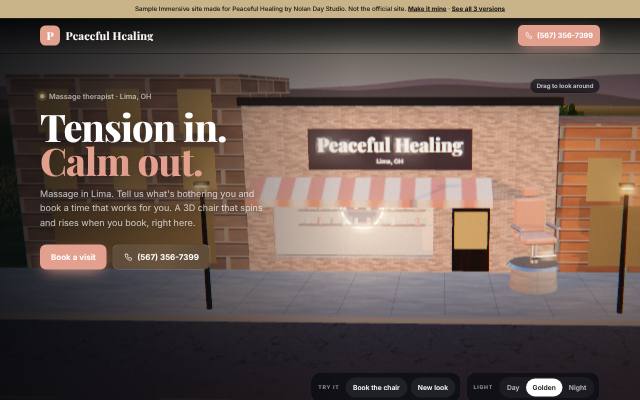 Sample Immersive site made for Peaceful Healing by Nolan Day Studio. Not the official site. Make it mine · See all 3 versions
P Peaceful Healing
(567) 356-7399
Drag to look around
Massage therapist · Lima, OH
Tension in.
Calm out.
Massage in Lima. Tell us what's bothering you and
book a time that works for you. A 3D chair that spins
and rises when you book, right here.
Book a visit
(567) 356-7399
Peaceful Healing
Lima, OH
TRY IT Book the chair New look
LIGHT Day Golden Night